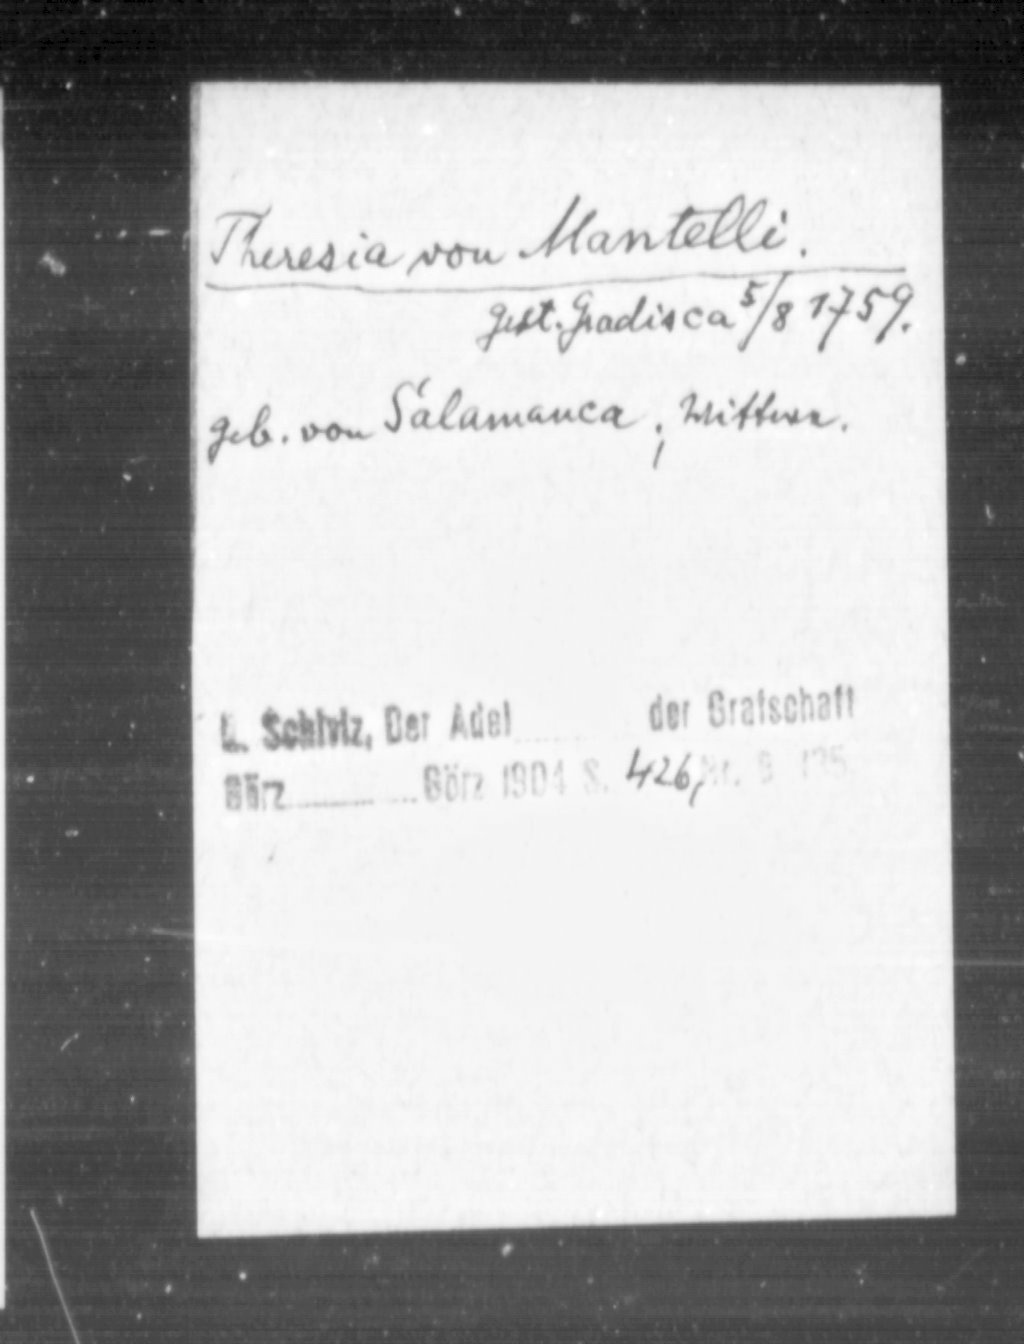 Theresia von Mantelli.
gest. Gradisca 5/8 1759.
geb. von Salamanca; Wittwe.
L. Schiviz, Der Adel ........ der Grafschaft
Görz ............ Görz 1904 S. 426, Nr.